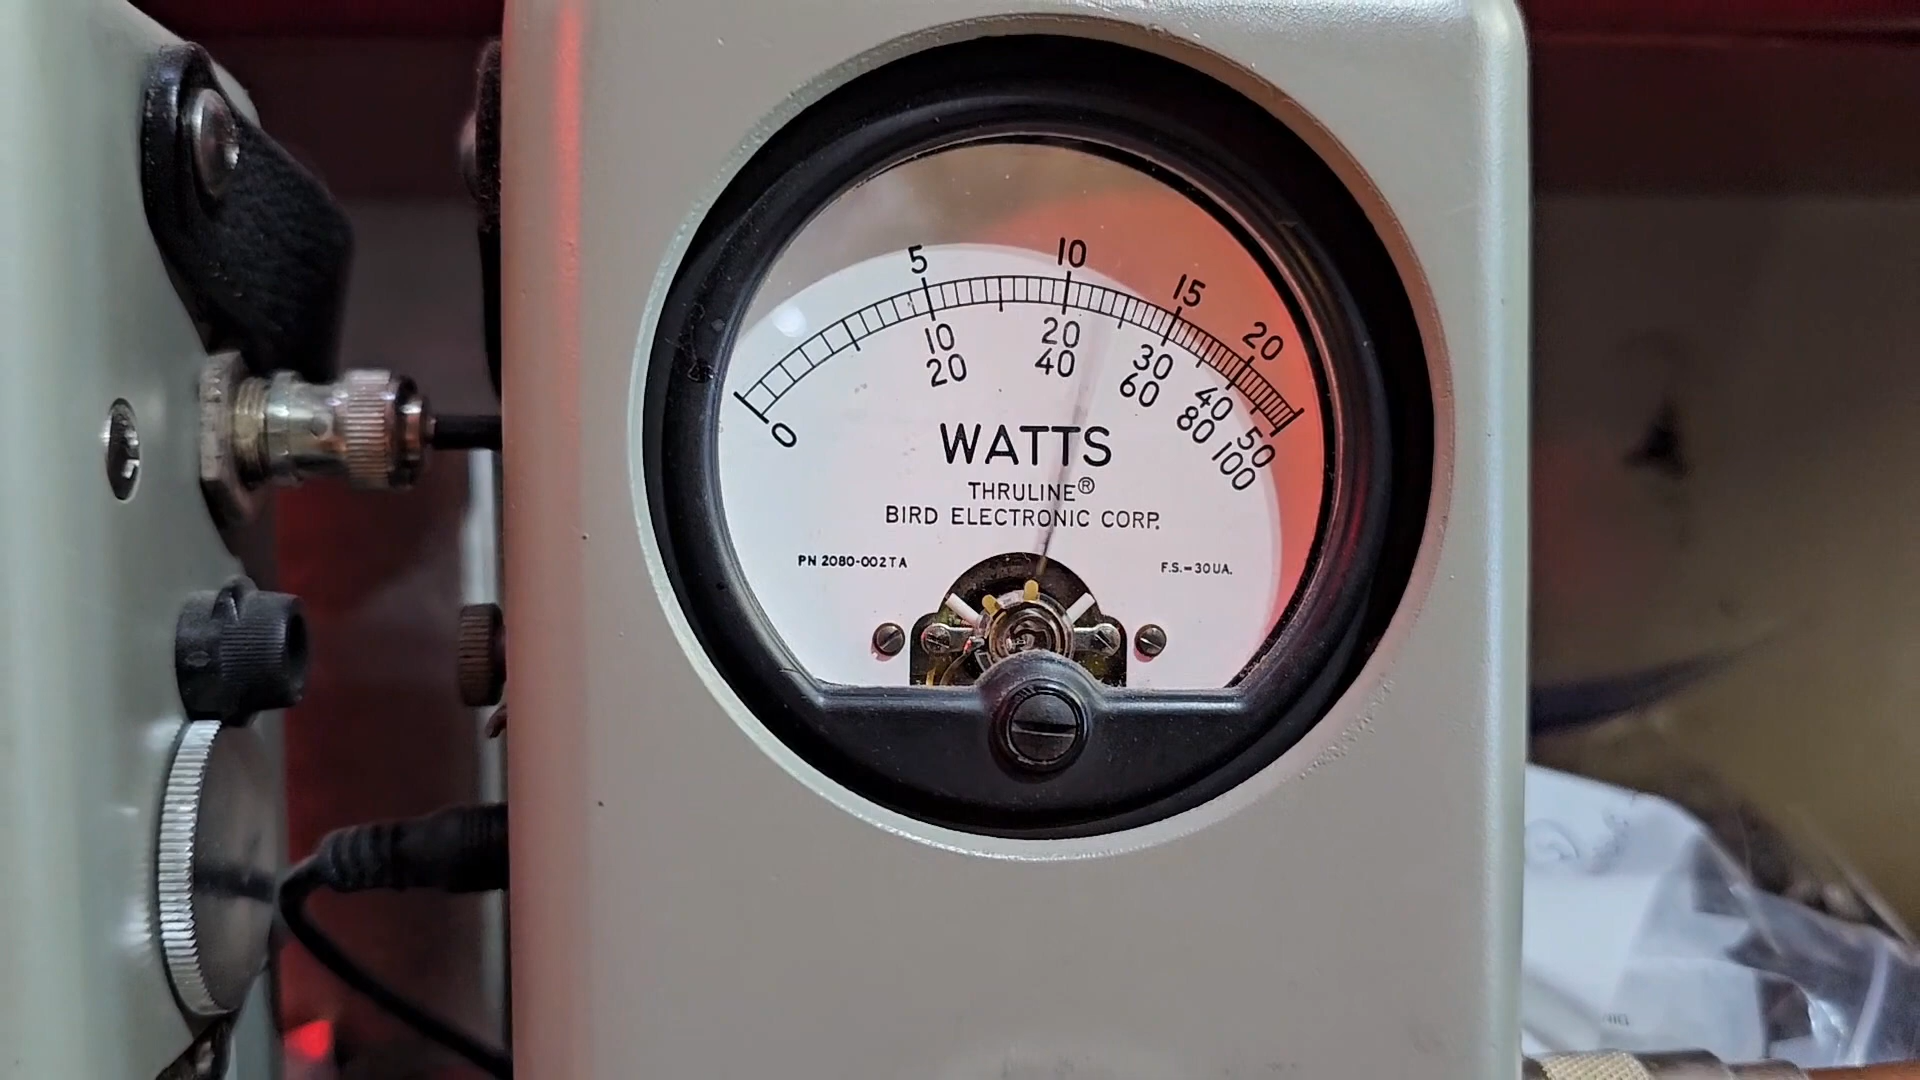 5 10 15 20
0 10 20 30 40 50
20 40 60 80 100
WATTS
THRULINE®
BIRD ELECTRONIC CORP.
PN 2080-002TA
F.S.=30UA.